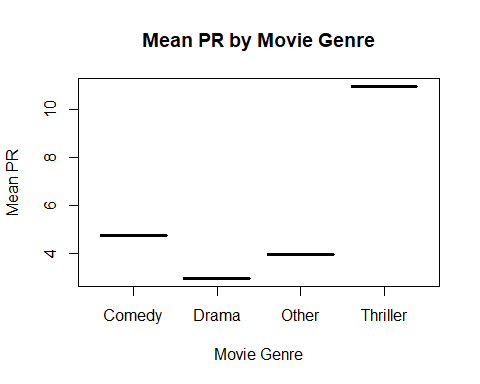 Mean PR by Movie Genre
Mean PR
10
8
6
4
Comedy Drama Other Thriller
Movie Genre